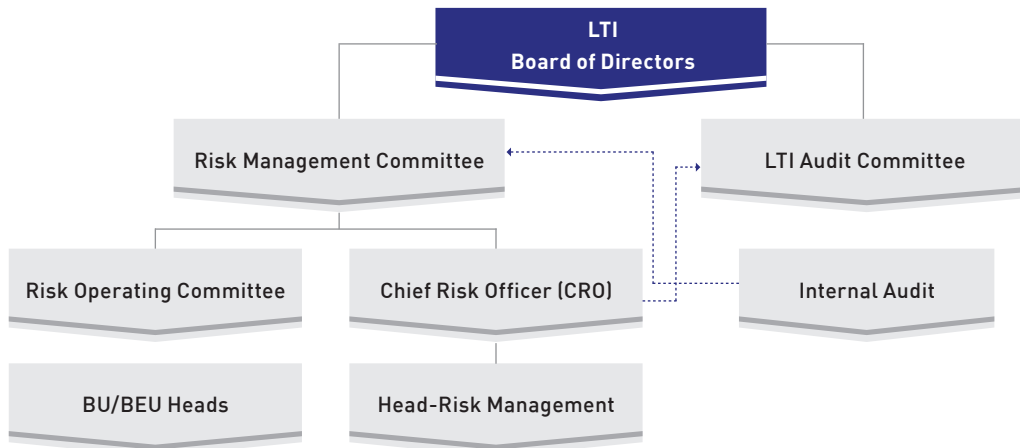 LTI
Board of Directors
Risk Management Committee
LTI Audit Committee
Risk Operating Committee
Chief Risk Officer (CRO)
Internal Audit
BU/BEU Heads
Head-Risk Management